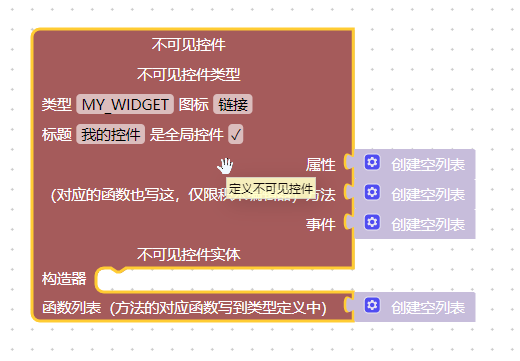 不可见控件
不可见控件类型
类型 MY_WIDGET 图标 链接
标题 我的控件 是全局控件 ✓
属性 创建空列表
(对应的函数也写这，仅限积木编辑器) 方法 创建空列表
定义不可见控件
事件 创建空列表
不可见控件实体
构造器
函数列表（方法的对应函数写到类型定义中） 创建空列表